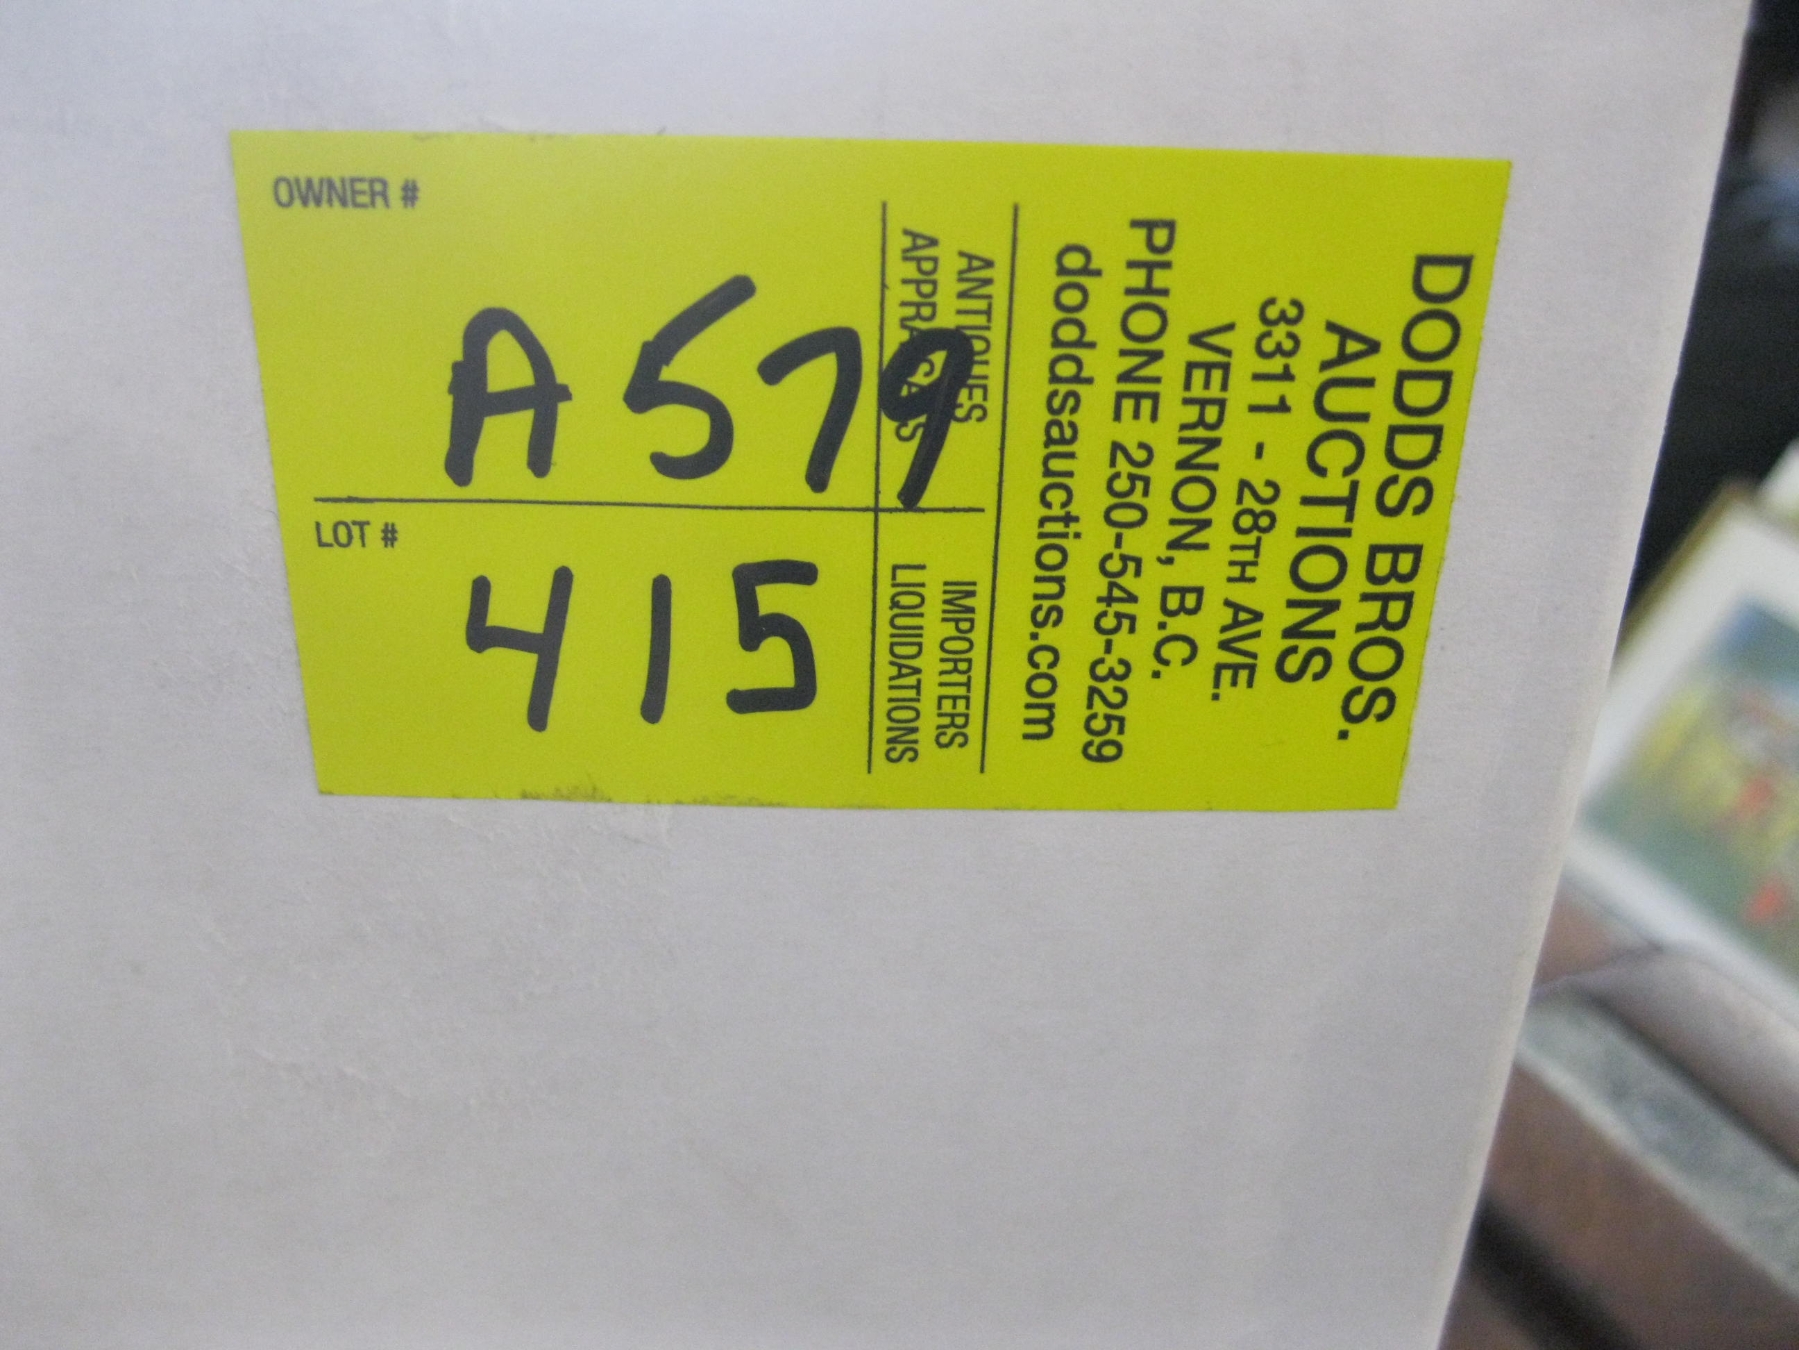 DODDS BROS.
AUCTIONS
3311 - 28TH AVE.
VERNON, B.C.
PHONE 250-545-3259
doddsauctions.com
ANTIQUES
APPRAISALS
IMPORTERS
LIQUIDATIONS
OWNER #
A579
LOT #
415